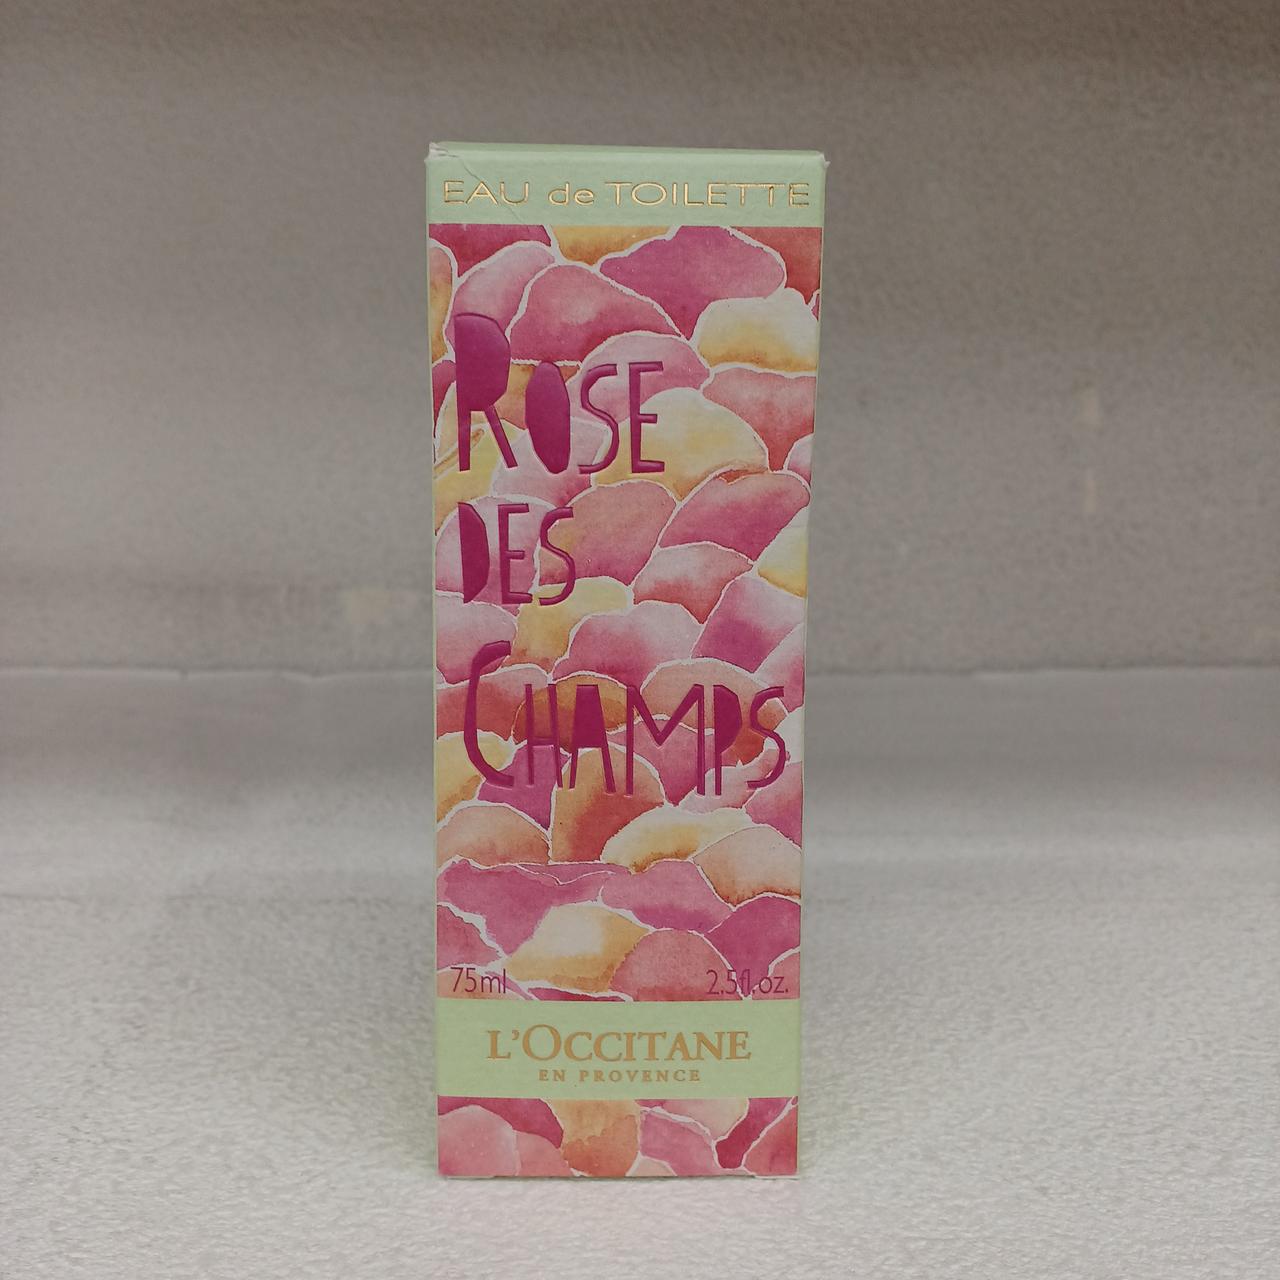 EAU de TOILETTE
ROSE
DES
CHAMPS
75ml 2.5fl.oz.
L'OCCITANE
EN PROVENCE